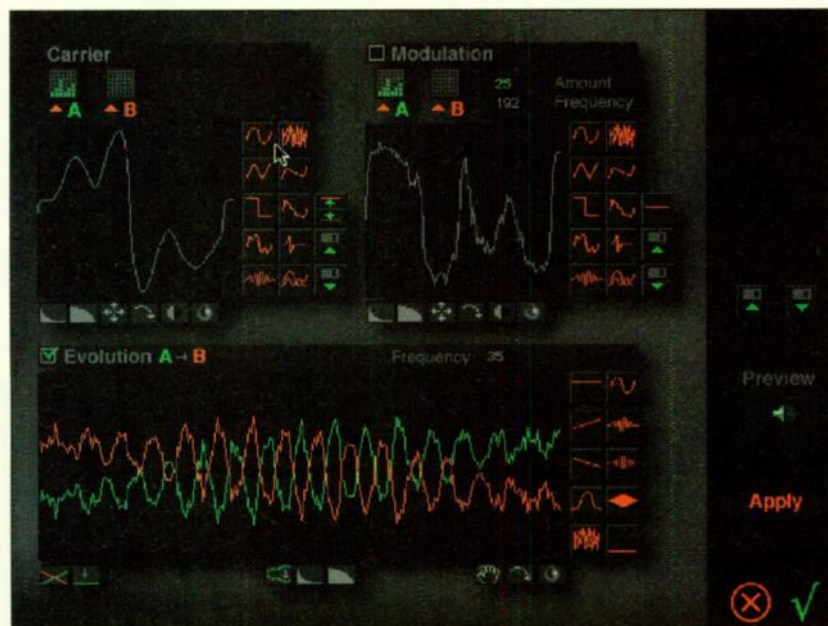 Carrier
A B
Modulation
A B
25 Amount
192 Frequency
Evolution A → B
Frequency 35
Preview
Apply